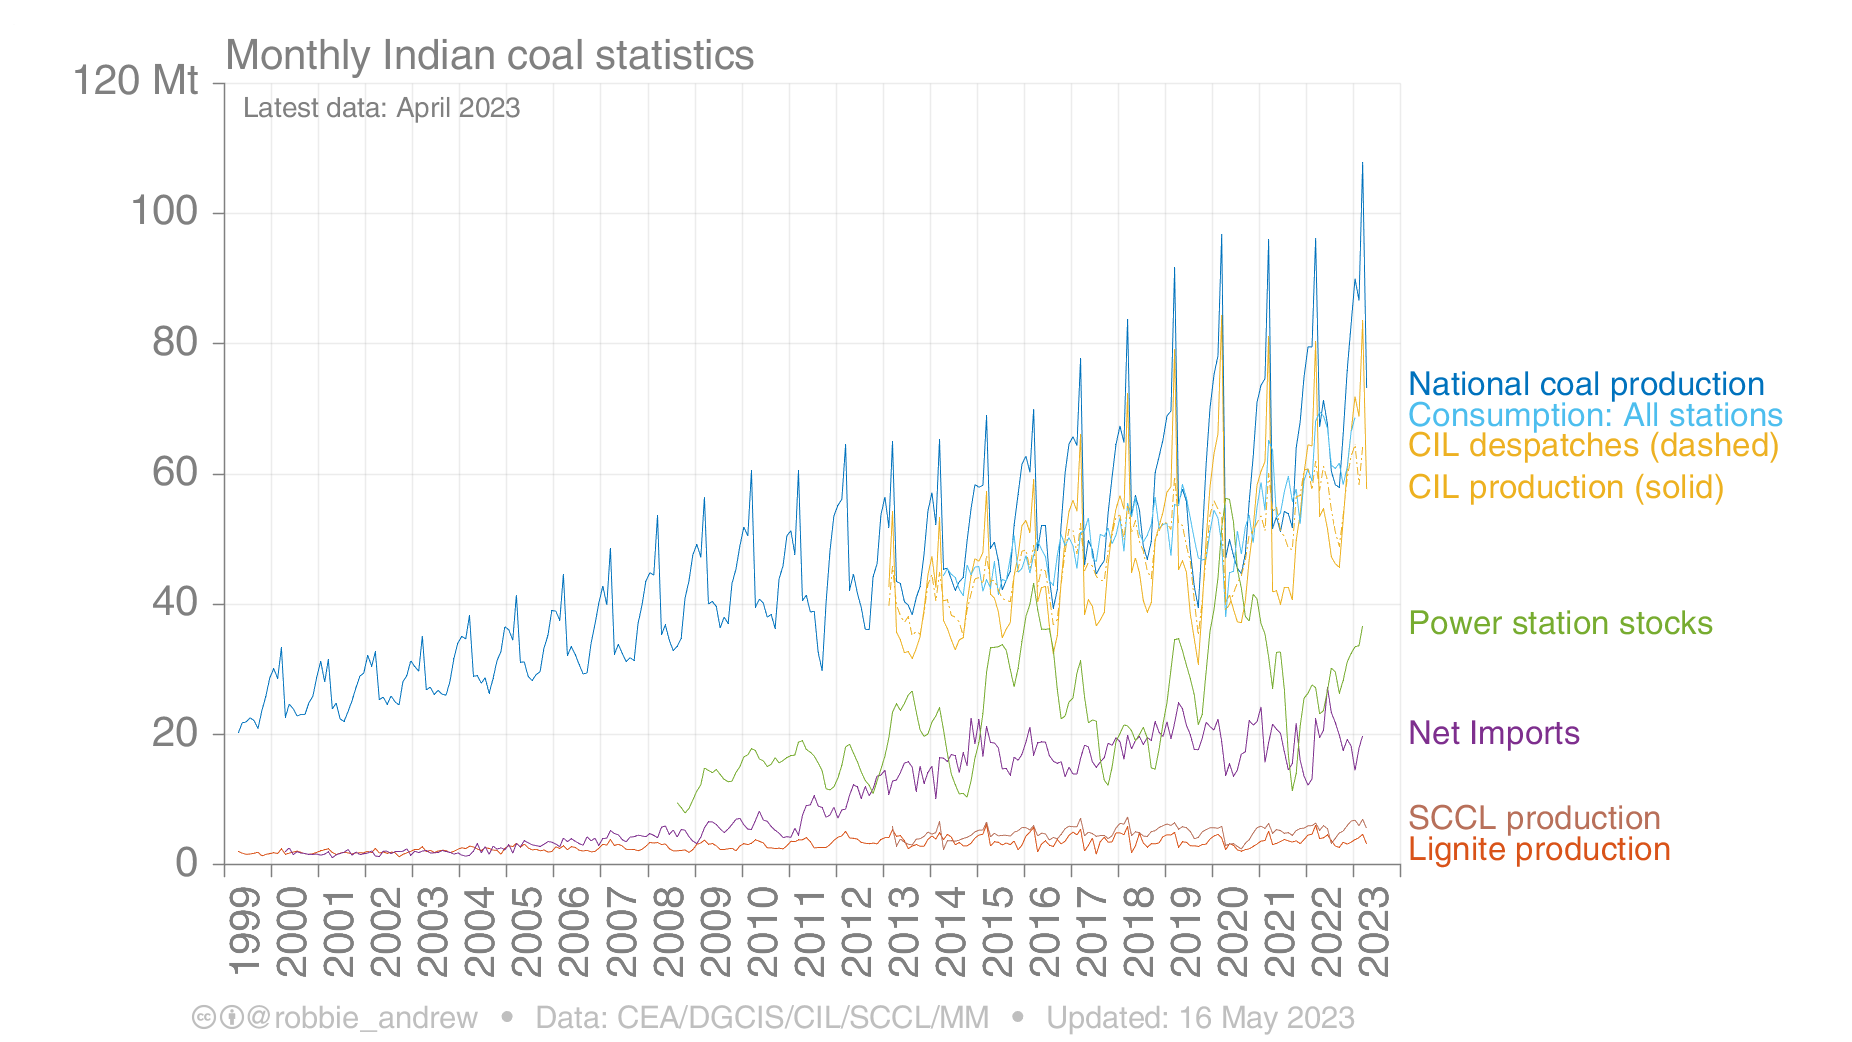 Monthly Indian coal statistics
120 Mt
Latest data: April 2023
100
80
60
40
20
0
National coal production
Consumption: All stations
CIL despatches (dashed)
CIL production (solid)
Power station stocks
Net Imports
SCCL production
Lignite production
1999 2000 2001 2002 2003 2004 2005 2006 2007 2008 2009 2010 2011 2012 2013 2014 2015 2016 2017 2018 2019 2020 2021 2022 2023
cc @robbie_andrew • Data: CEA/DGCIS/CIL/SCCL/MM • Updated: 16 May 2023